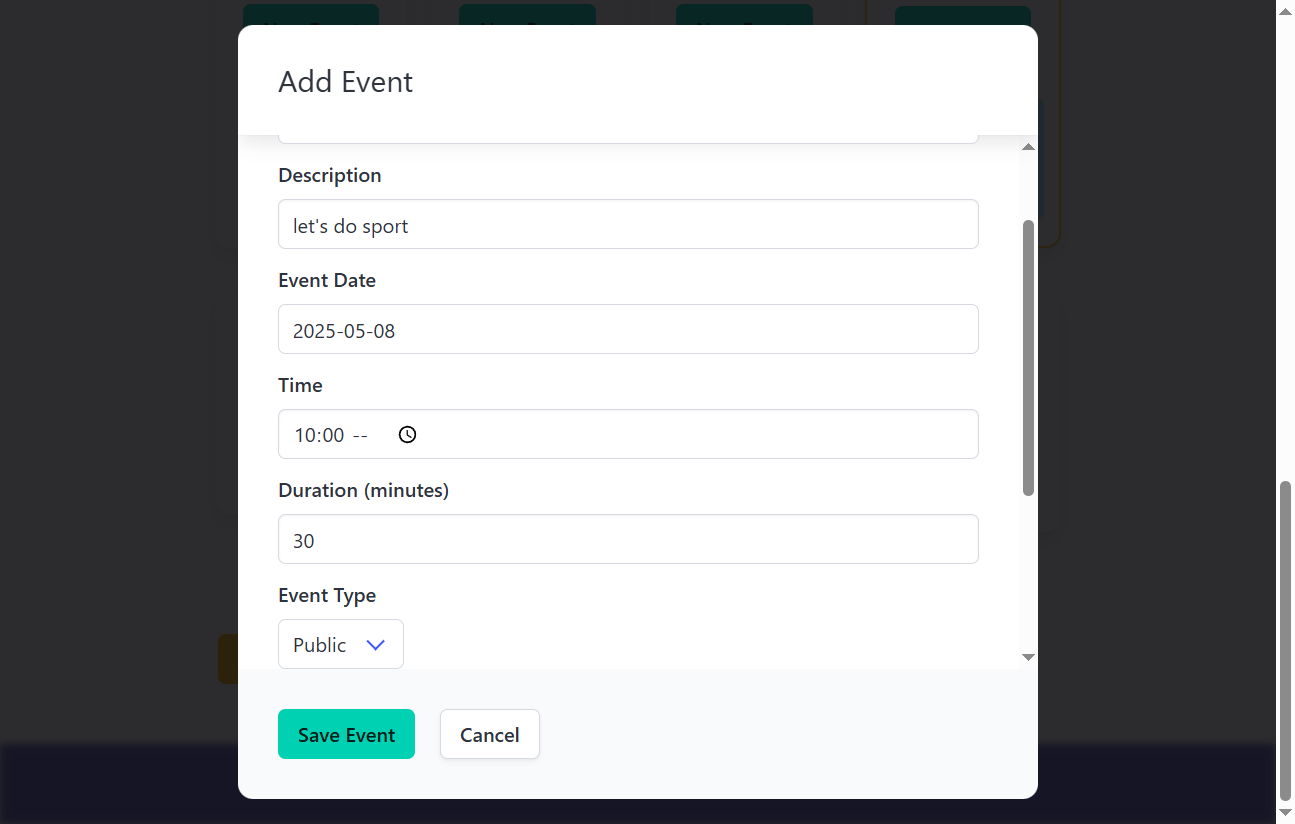 Add Event
Description
let's do sport
Event Date
2025-05-08
Time
10:00 --
Duration (minutes)
30
Event Type
Public
Save Event
Cancel